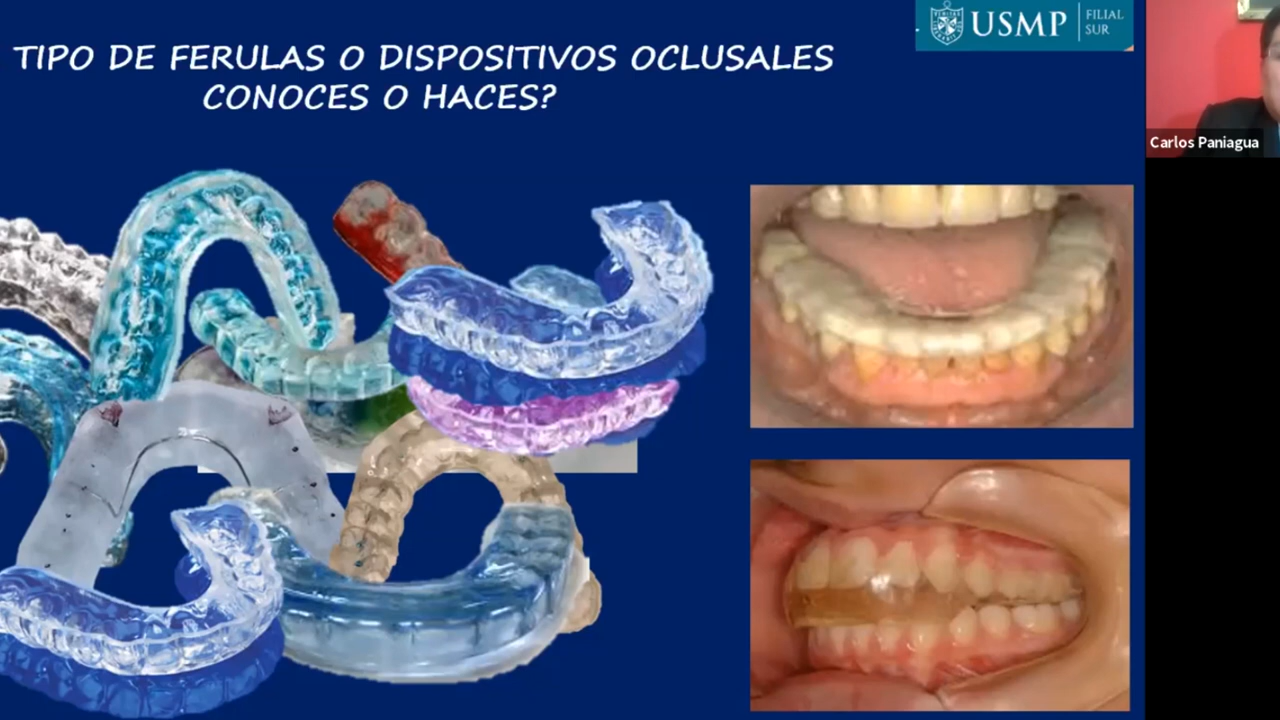 TIPO DE FERULAS O DISPOSITIVOS OCLUSALES
CONOCES O HACES?
USMP
FILIAL
SUR
Carlos Paniagua